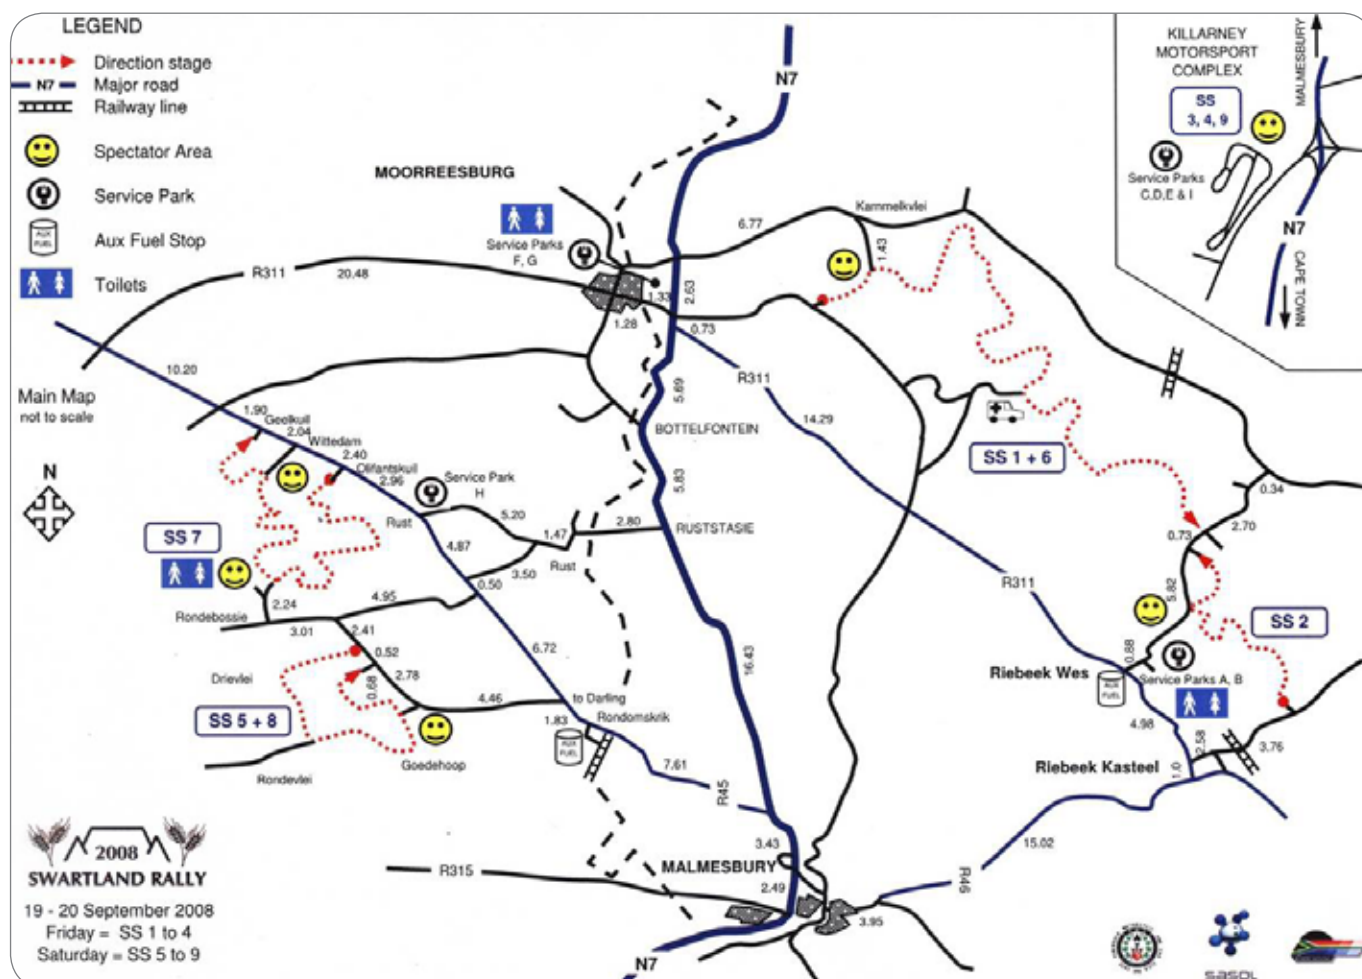 LEGEND
Direction stage
N7 Major road
Railway line
Spectator Area
Service Park
AUX FUEL
Aux Fuel Stop
Toilets
Main Map
not to scale
N
MOORREESBURG
Service Parks
F, G
N7
R311
20.48
6.77
Kammelkvlei
1.43
1.33
2.63
1.28
0.73
R311
14.29
5.69
BOTTELFONTEIN
5.83
10.20
1.90
Geelkuil
2.04
Wittedam
2.40
Olifantskuil
2.96
Service Park
H
Rust
5.20
1.47
2.80
RUSTSTASIE
Rust
4.87
3.50
0.50
SS 7
Rondebossie
2.24
3.01
4.95
2.41
0.52
2.78
0.68
Drievlei
SS 5 + 8
Rondevlei
Goedehoop
4.46
6.72
to Darling
1.83
Rondomskrik
AUX FUEL
7.61
R45
16.43
3.43
MALMESBURY
2.49
R315
3.95
N7
R46
15.02
SS 1 + 6
0.34
2.70
0.73
5.82
SS 2
R311
0.88
Riebeek Wes
AUX FUEL
Service Parks A, B
4.98
2.58
3.76
1.0
Riebeek Kasteel
KILLARNEY
MOTORSPORT
COMPLEX
SS
3, 4, 9
Service Parks
C,D,E & I
MALMESBURY
N7
CAPE TOWN
2008
SWARTLAND RALLY
19 - 20 September 2008
Friday = SS 1 to 4
Saturday = SS 5 to 9
sasol